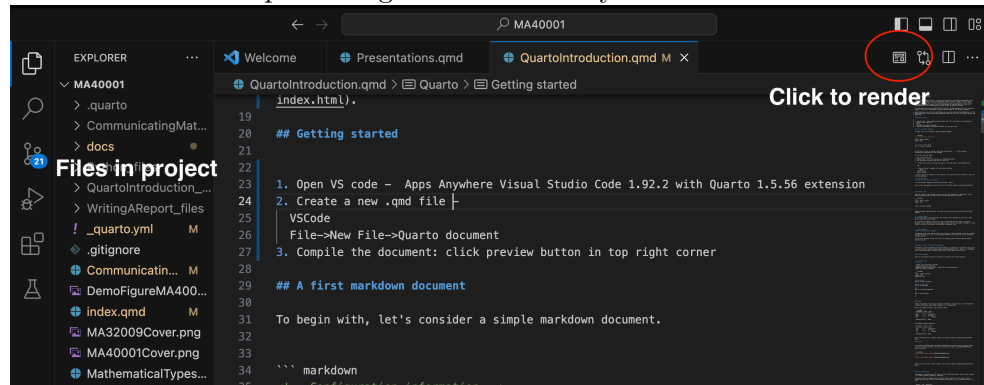 MA40001
EXPLORER ...
Welcome
Presentations.qmd
QuartoIntroduction.qmd M
MA40001
QuartoIntroduction.qmd > Quarto > Getting started
index.html).
Click to render
> .quarto
19
> CommunicatingMat...
20 ## Getting started
> docs
21
21
Files in project
22
> QuartoIntroduction_...
23 1. Open VS code – Apps Anywhere Visual Studio Code 1.92.2 with Quarto 1.5.56 extension
> WritingAReport_files
24 2. Create a new .qmd file -
25 VSCode
_quarto.yml M
26 File->New File->Quarto document
.gitignore
27 3. Compile the document: click preview button in top right corner
Communicatin... M
28
DemoFigureMA400...
29 ## A first markdown document
30
index.qmd M
31 To begin with, let's consider a simple markdown document.
MA32009Cover.png
32
33
MA40001Cover.png
34 ``` markdown
MathematicalTypes...